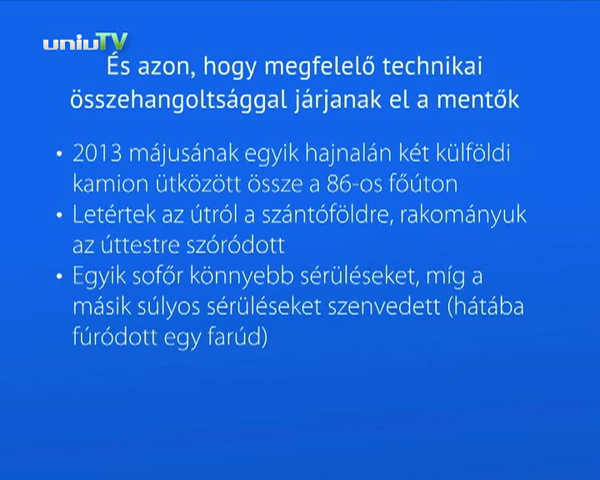 uniuTV
És azon, hogy megfelelő technikai
összehangoltsággal járjanak el a mentők
• 2013 májusának egyik hajnalán két külföldi
kamion ütközött össze a 86-os főúton
• Letértek az útról a szántóföldre, rakományuk
az úttestre szóródott
• Egyik sofőr könnyebb sérüléseket, míg a
másik súlyos sérüléseket szenvedett (hátába
fúródott egy farúd)